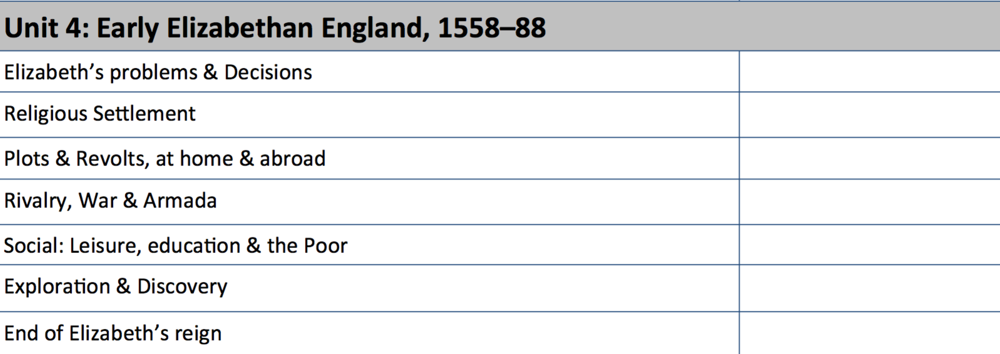 Unit 4: Early Elizabethan England, 1558–88
Elizabeth’s problems & Decisions
Religious Settlement
Plots & Revolts, at home & abroad
Rivalry, War & Armada
Social: Leisure, education & the Poor
Exploration & Discovery
End of Elizabeth’s reign